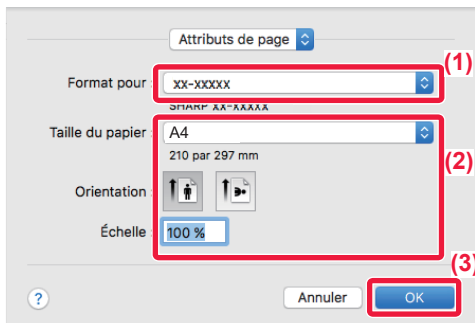 Attributs de page
(1)
Format pour : xx-xxxxx
SHARP xx-xxxxx
Taille du papier : A4
210 par 297 mm
(2)
Orientation :
Échelle : 100 %
(3)
? Annuler OK